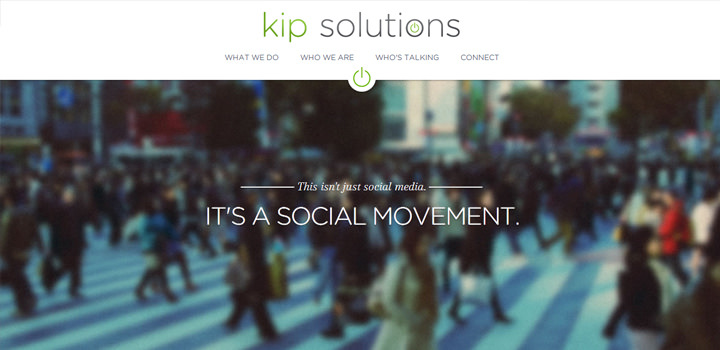 kip solutions
WHAT WE DO WHO WE ARE WHO'S TALKING CONNECT
This isn't just social media.
IT'S A SOCIAL MOVEMENT.